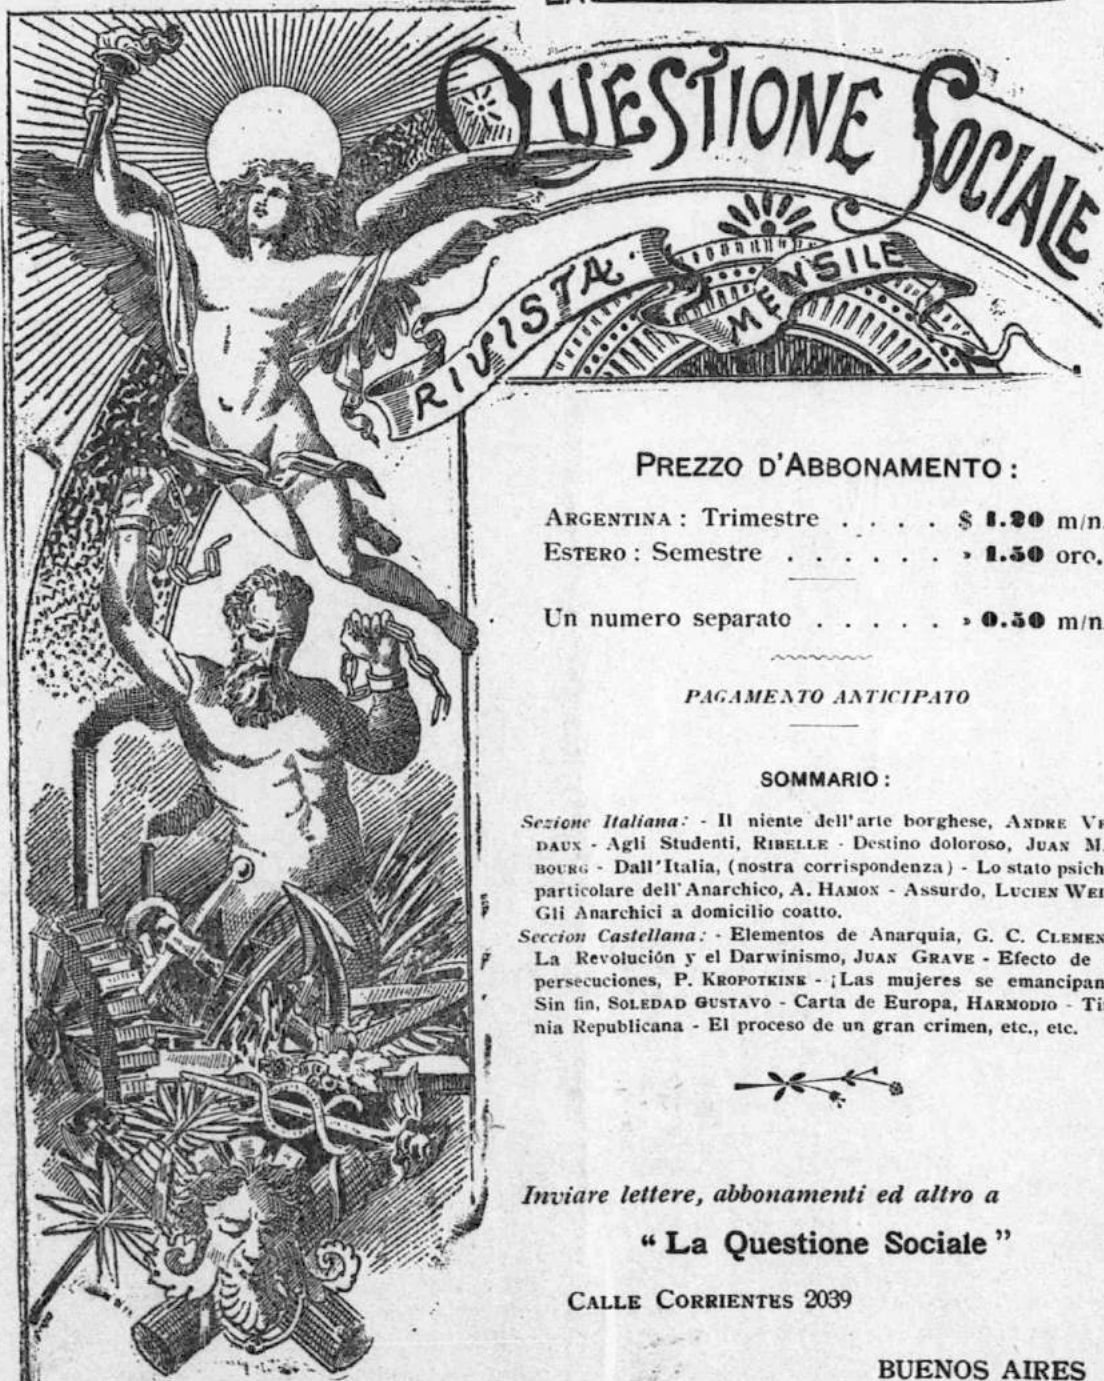 LA
QUESTIONE SOCIALE
RIVISTA MENSILE
PREZZO D'ABBONAMENTO :
ARGENTINA : Trimestre . . . . $ 1.20 m/n.
ESTERO : Semestre . . . . . . » 1.50 oro.
Un numero separato . . . . . » 0.50 m/n
PAGAMENTO ANTICIPATO
SOMMARIO :
Sezione Italiana: - Il niente dell'arte borghese, ANDRE
DAUX - Agli Studenti, RIBELLE - Destino doloroso, JUAN
BOURG - Dall'Italia, (nostra corrispondenza) - Lo stato psich
particolare dell'Anarchico, A. HAMON - Assurdo, LUCIEN WEI
Gli Anarchici a domicilio coatto.
Seccion Castellana: - Elementos de Anarquia, G. C. CLEMEN
La Revolución y el Darwinismo, JUAN GRAVE - Efecto de
persecuciones, P. KROPOTKINE - ¡Las mujeres se emancipan
Sin fin, SOLEDAD GUSTAVO - Carta de Europa, HARMODIO - Ti
nia Republicana - El proceso de un gran crimen, etc., etc.
Inviare lettere, abbonamenti ed altro a
“ La Questione Sociale ”
CALLE CORRIENTES 2039
BUENOS AIRES